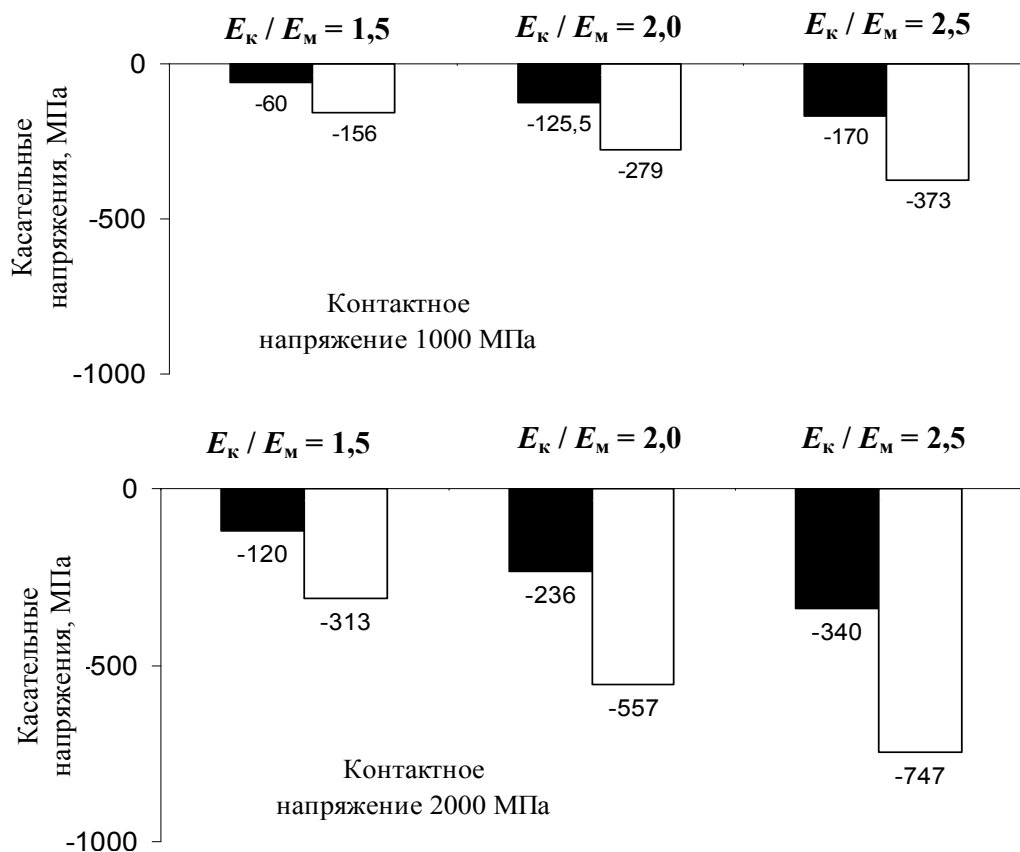 Eк / Eм = 1,5
Eк / Eм = 2,0
Eк / Eм = 2,5
Касательные
напряжения, МПа
0
-500
-1000
-60
-156
-125,5
-279
-170
-373
Контактное
напряжение 1000 МПа
Eк / Eм = 1,5
Eк / Eм = 2,0
Eк / Eм = 2,5
Касательные
напряжения, МПа
0
-500
-1000
-120
-313
-236
-557
-340
-747
Контактное
напряжение 2000 МПа